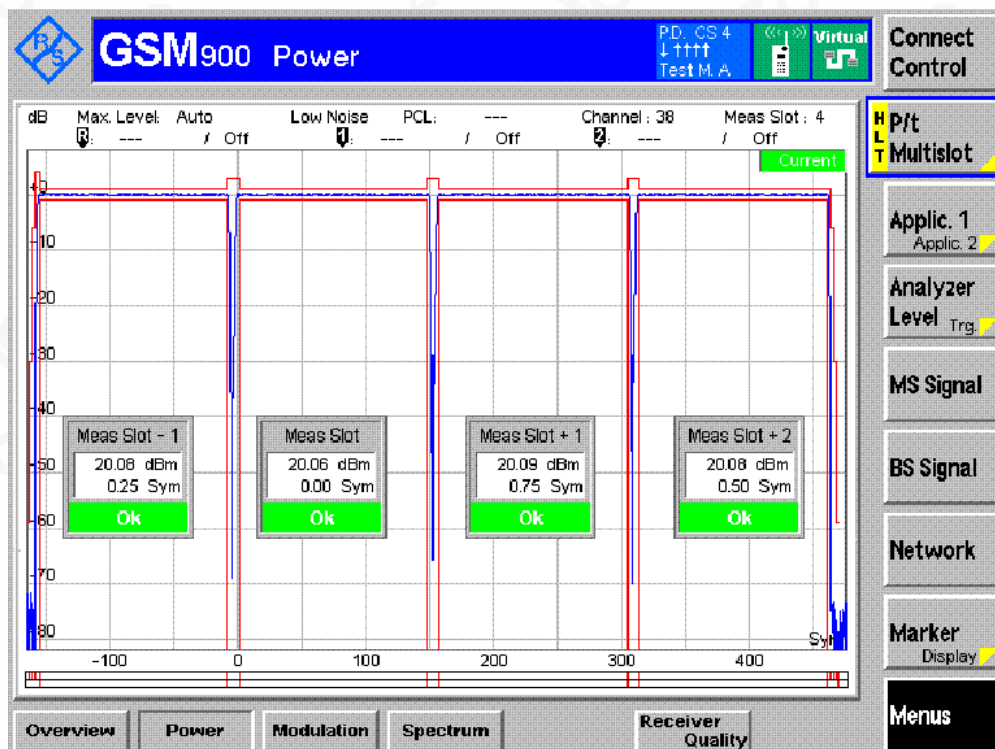 R S
GSM900 Power
P.D. CS 4
↓ ↑↑↑↑
Test M. A.
Virtual
Connect
Control
dB Max. Level: Auto Low Noise PCL: --- Channel : 38 Meas Slot : 4
R: --- / Off 1: --- / Off 2: --- / Off
Current
H
L
T
P/t
Multislot
Applic. 1
Applic. 2
Analyzer
Level Trg.
MS Signal
BS Signal
Network
Marker
Display
Menus
+0
-10
-20
-30
-40
-50
-60
-70
-80
Meas Slot - 1
20.08 dBm
0.25 Sym
Ok
Meas Slot
20.06 dBm
0.00 Sym
Ok
Meas Slot + 1
20.09 dBm
0.75 Sym
Ok
Meas Slot + 2
20.08 dBm
0.50 Sym
Ok
-100 0 100 200 300 400
Overview Power Modulation Spectrum Receiver
Quality